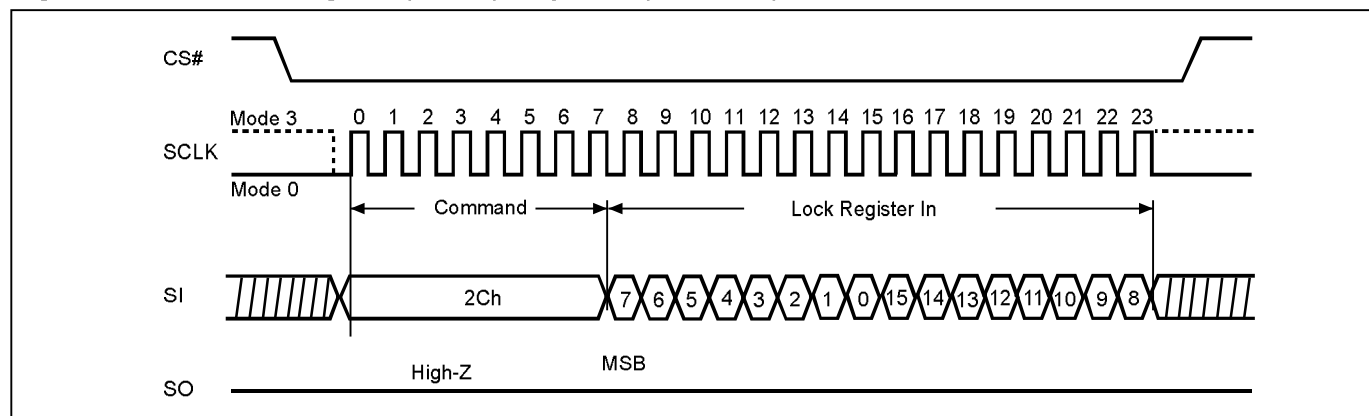 CS#
Mode 3
0 1 2 3 4 5 6 7 8 9 10 11 12 13 14 15 16 17 18 19 20 21 22 23
SCLK
Mode 0
Command
Lock Register In
SI
2Ch
7 6 5 4 3 2 1 0 15 14 13 12 11 10 9 8
High-Z
MSB
SO